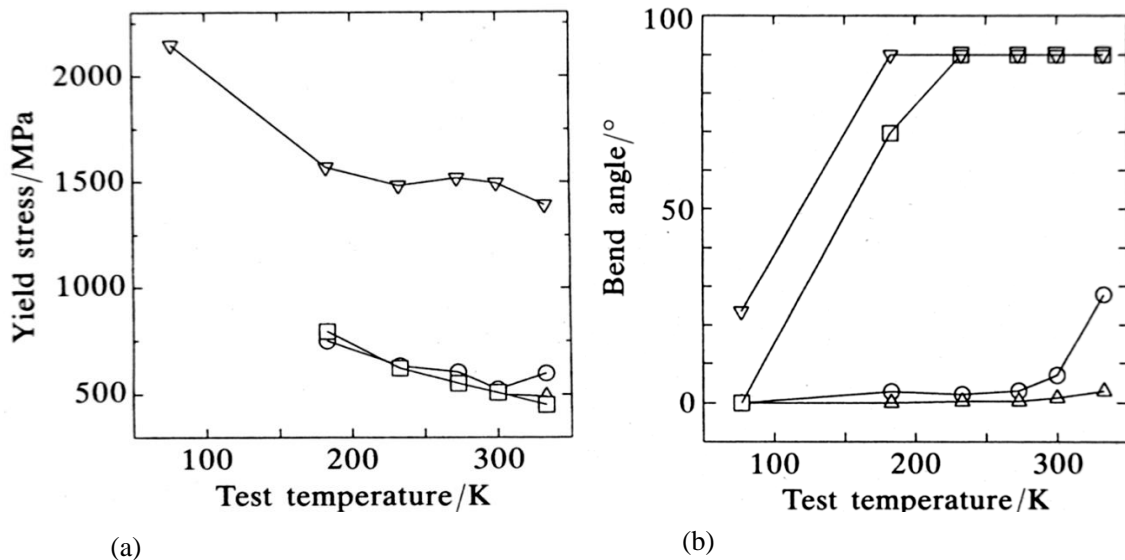 2000
1500
1000
500
Yield stress/MPa
100 200 300
Test temperature/K
(a)
100
50
0
Bend angle/°
100 200 300
Test temperature/K
(b)